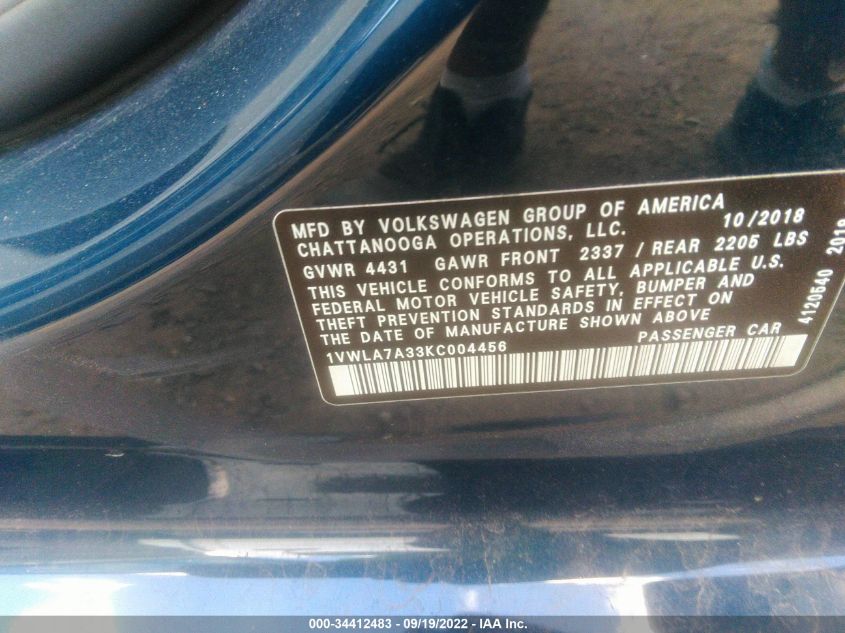 MFD BY VOLKSWAGEN GROUP OF AMERICA
CHATTANOOGA OPERATIONS, LLC. 10/2018
GVWR 4431 GAWR FRONT 2337 / REAR 2205 LBS
THIS VEHICLE CONFORMS TO ALL APPLICABLE U.S.
FEDERAL MOTOR VEHICLE SAFETY, BUMPER AND
THEFT PREVENTION STANDARDS IN EFFECT ON
THE DATE OF MANUFACTURE SHOWN ABOVE
1VWLA7A33KC004456 PASSENGER CAR
4120540 2018
000-34412483 - 09/19/2022 - IAA Inc.